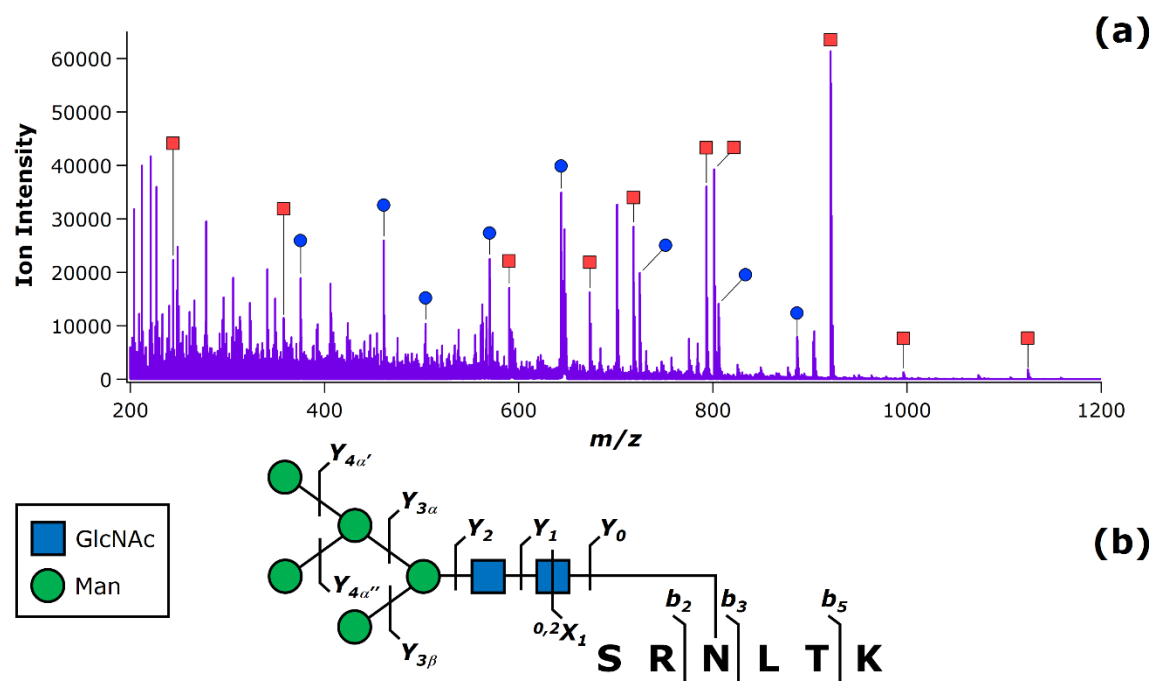 (a)
60000
50000
40000
30000
20000
10000
0
Ion Intensity
200 400 600 800 1000 1200
m/z
(b)
GlcNAc
Man
Y4α'
Y3α
Y2 Y1 Y0
Y4α''
0,2X1
Y3β
b2 b3 b5
S R N L T K